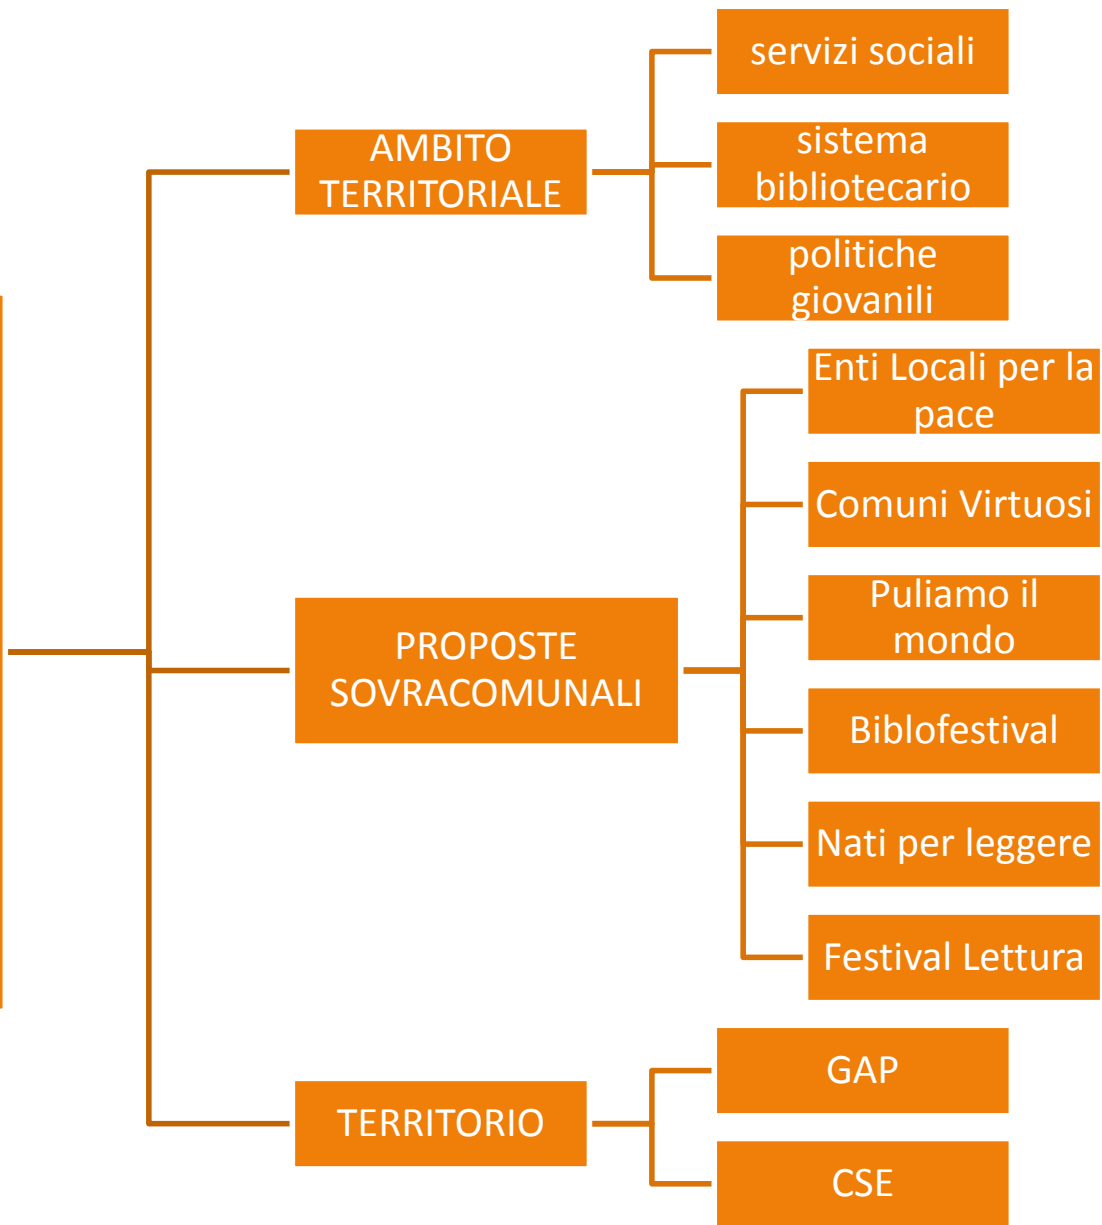 AMBITO
TERRITORIALE
servizi sociali
sistema
bibliotecario
politiche
giovanili
PROPOSTE
SOVRACOMUNALI
Enti Locali per la
pace
Comuni Virtuosi
Puliamo il
mondo
Biblofestival
Nati per leggere
Festival Lettura
TERRITORIO
GAP
CSE